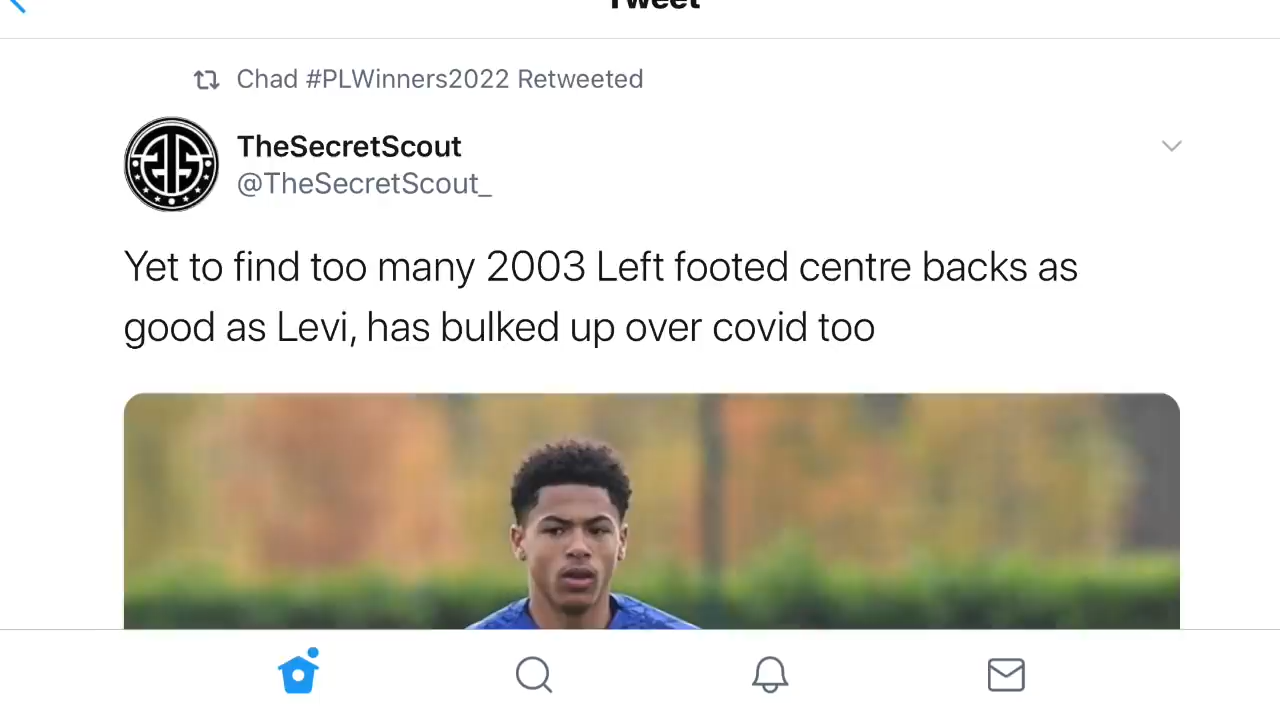 Tweet
Chad #PLWinners2022 Retweeted
TheSecretScout
@TheSecretScout_
Yet to find too many 2003 Left footed centre backs as
good as Levi, has bulked up over covid too